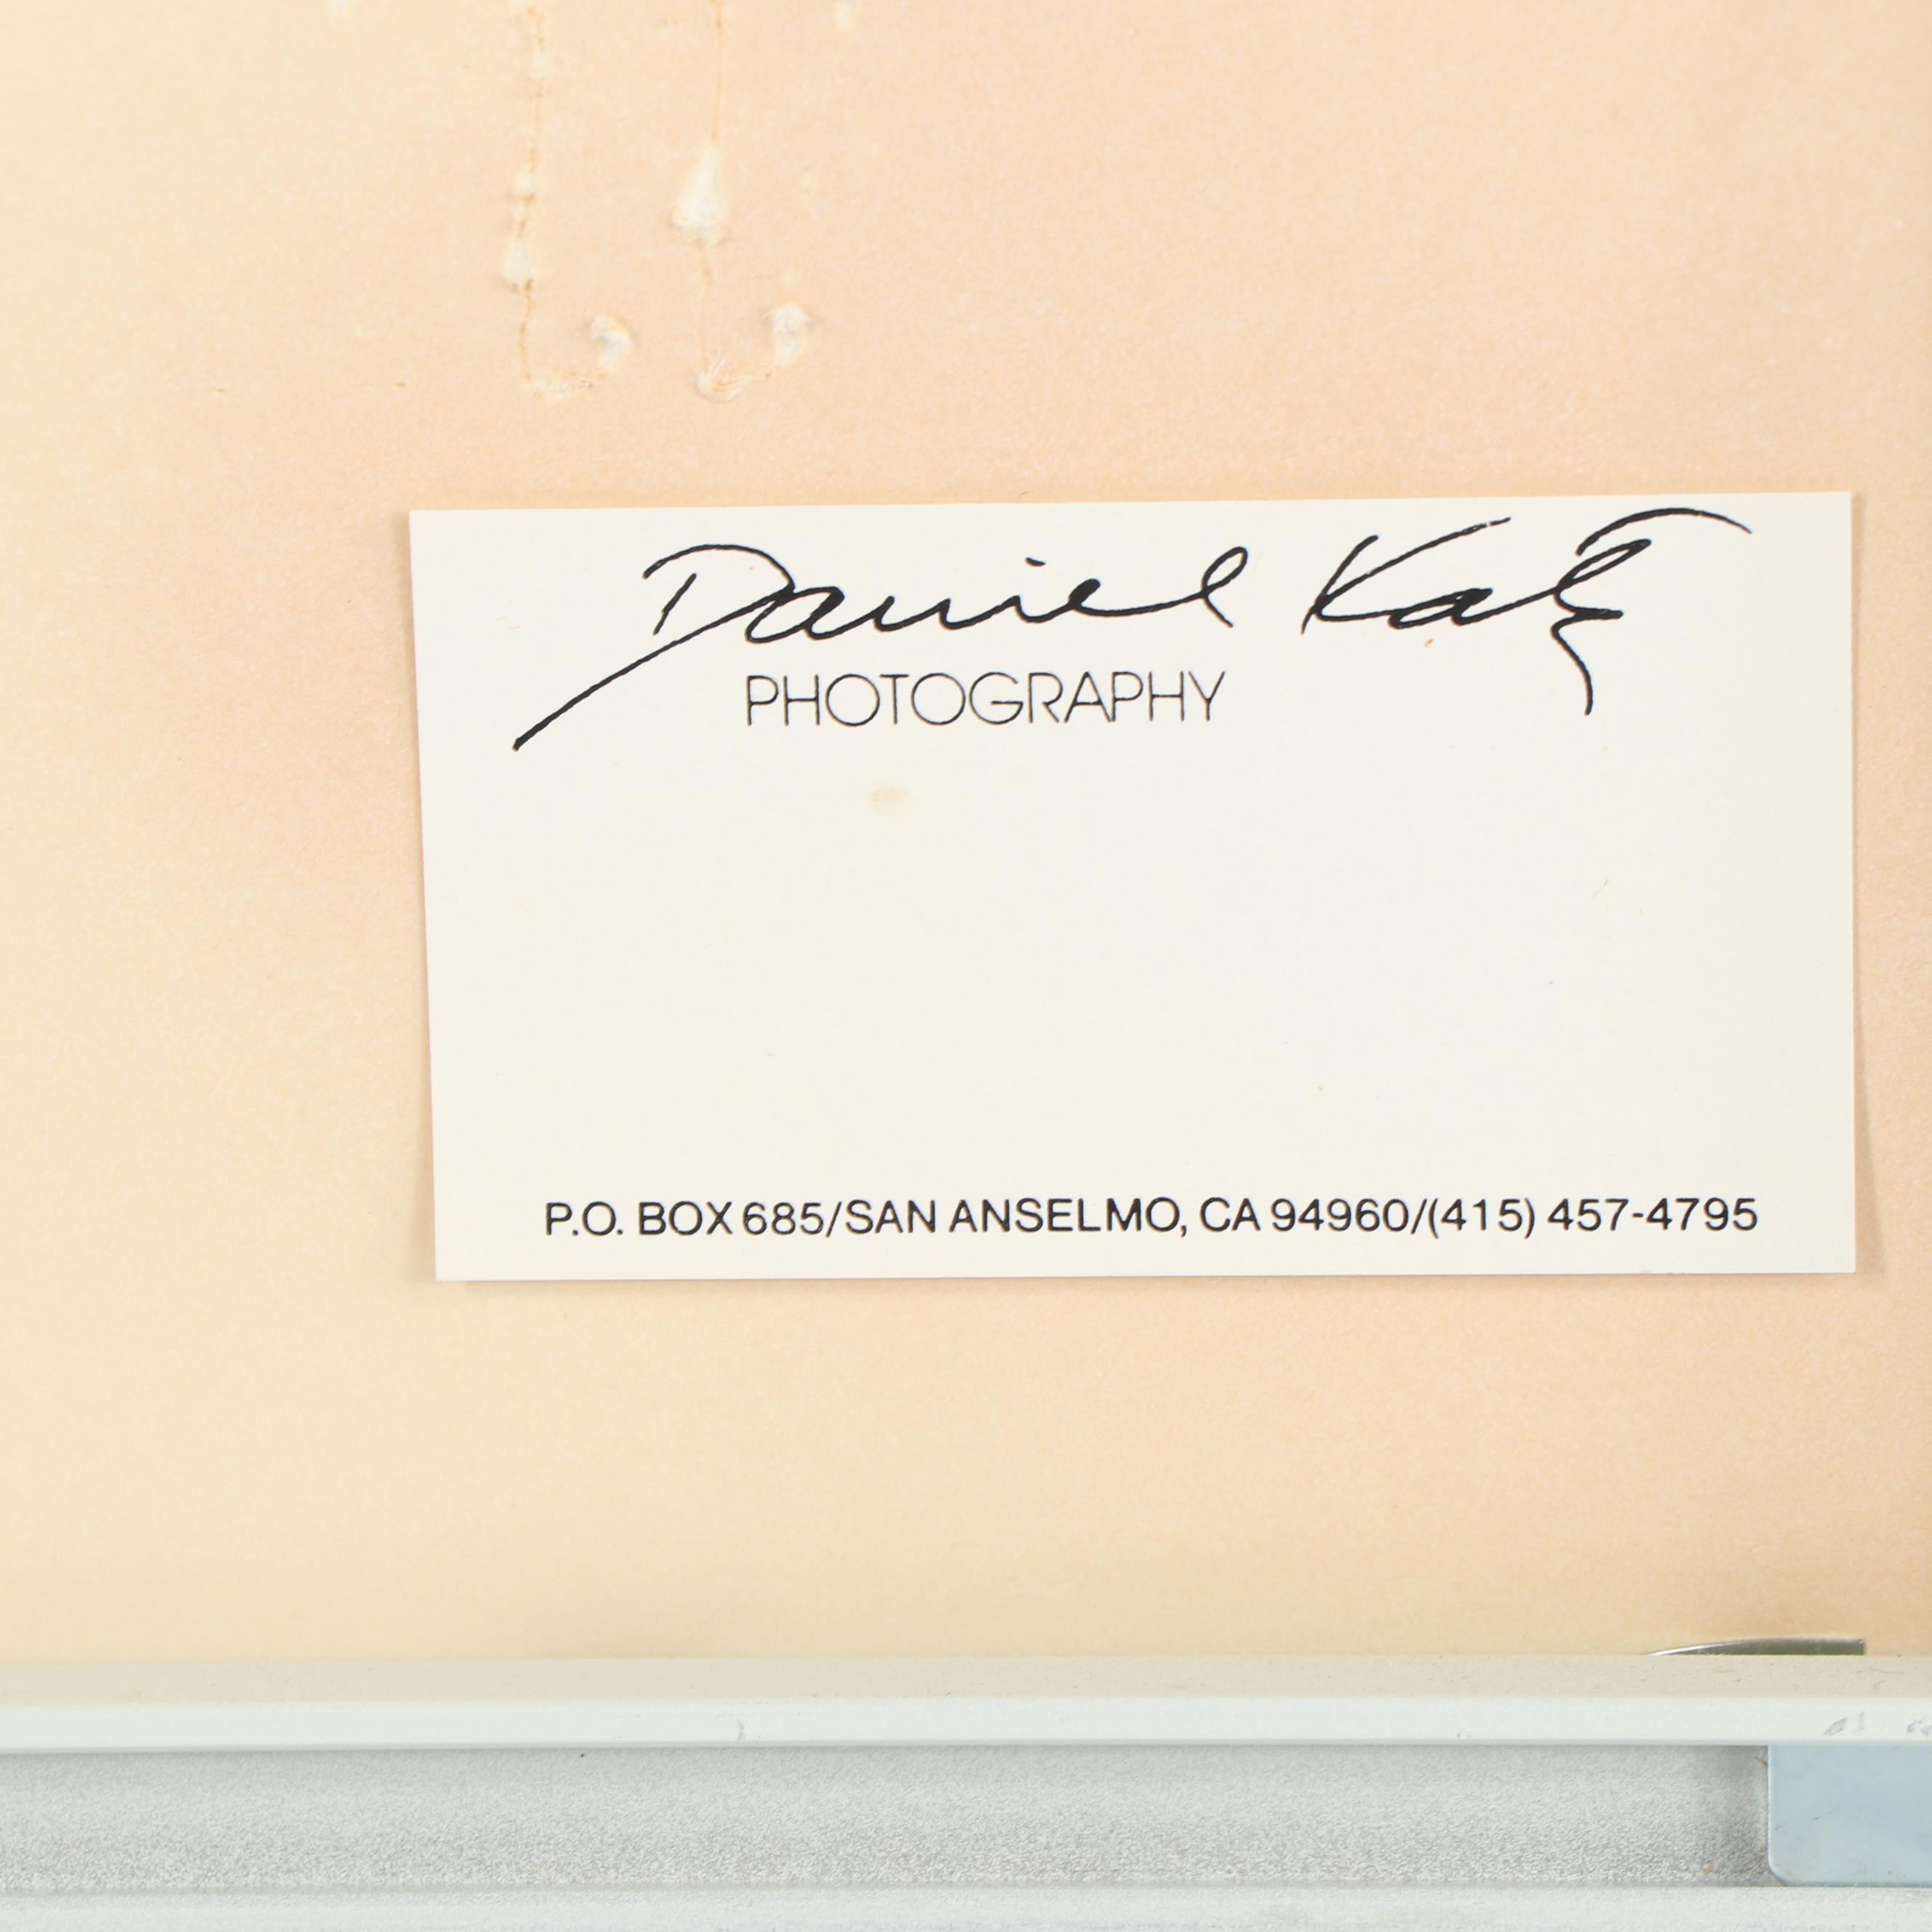 Daniel Katz
PHOTOGRAPHY
P.O. BOX 685/SAN ANSELMO, CA 94960/(415) 457-4795